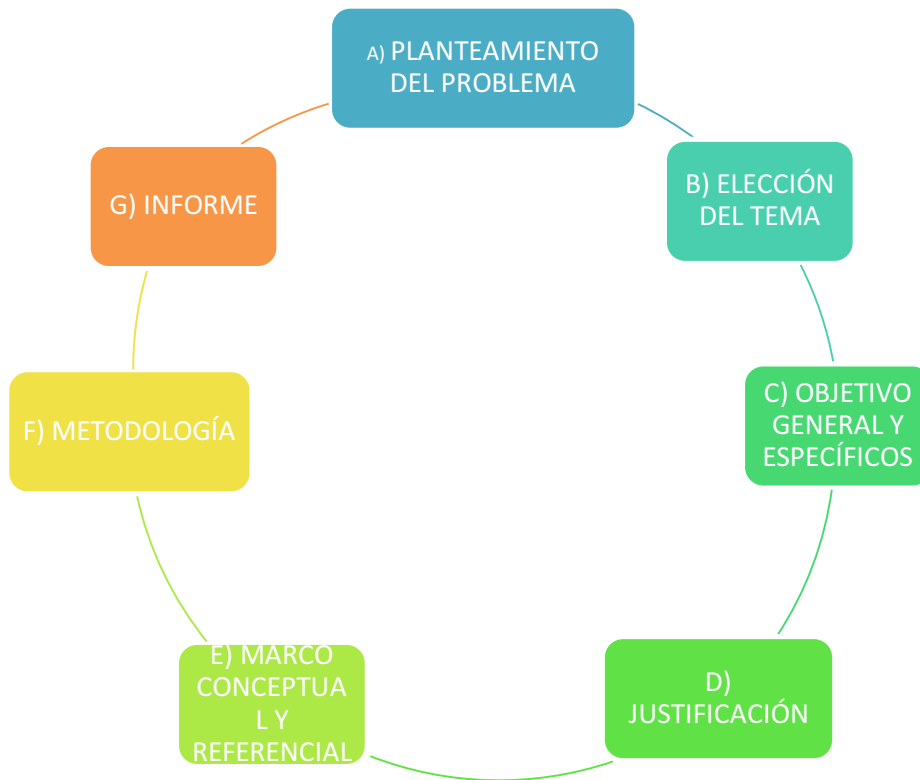 A) PLANTEAMIENTO
DEL PROBLEMA
B) ELECCIÓN
DEL TEMA
C) OBJETIVO
GENERAL Y
ESPECÍFICOS
D)
JUSTIFICACIÓN
E) MARCO
CONCEPTUA
L Y
REFERENCIAL
F) METODOLOGÍA
G) INFORME